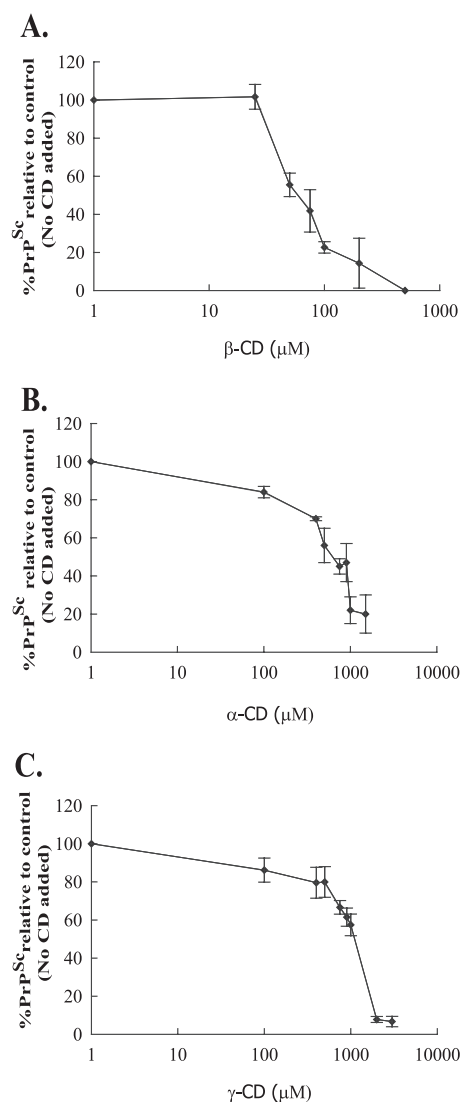 A.
%PrPSc relative to control
(No CD added)
120
100
80
60
40
20
0
1 10 100 1000
β-CD (μM)
B.
%PrPSc relative to control
(No CD added)
120
100
80
60
40
20
0
1 10 100 1000 10000
α-CD (μM)
C.
%PrPSc relative to control
(No CD added)
120
100
80
60
40
20
0
1 10 100 1000 10000
γ-CD (μM)